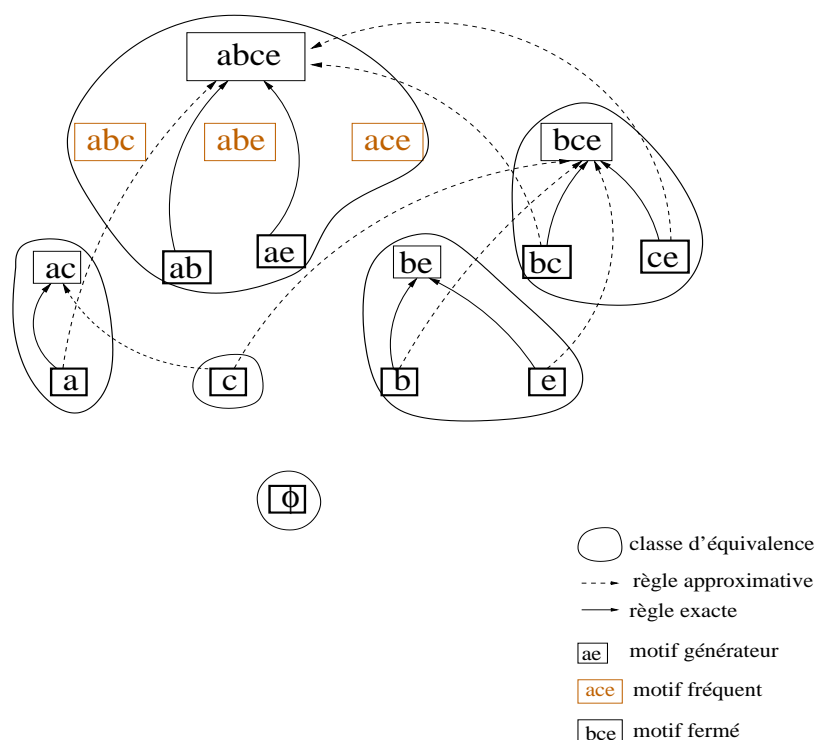 abce
abc abe ace
bce
ab ae
ac
be
bc ce
a c b e
ϕ
classe d'équivalence
règle approximative
règle exacte
ae motif générateur
ace motif fréquent
bce motif fermé